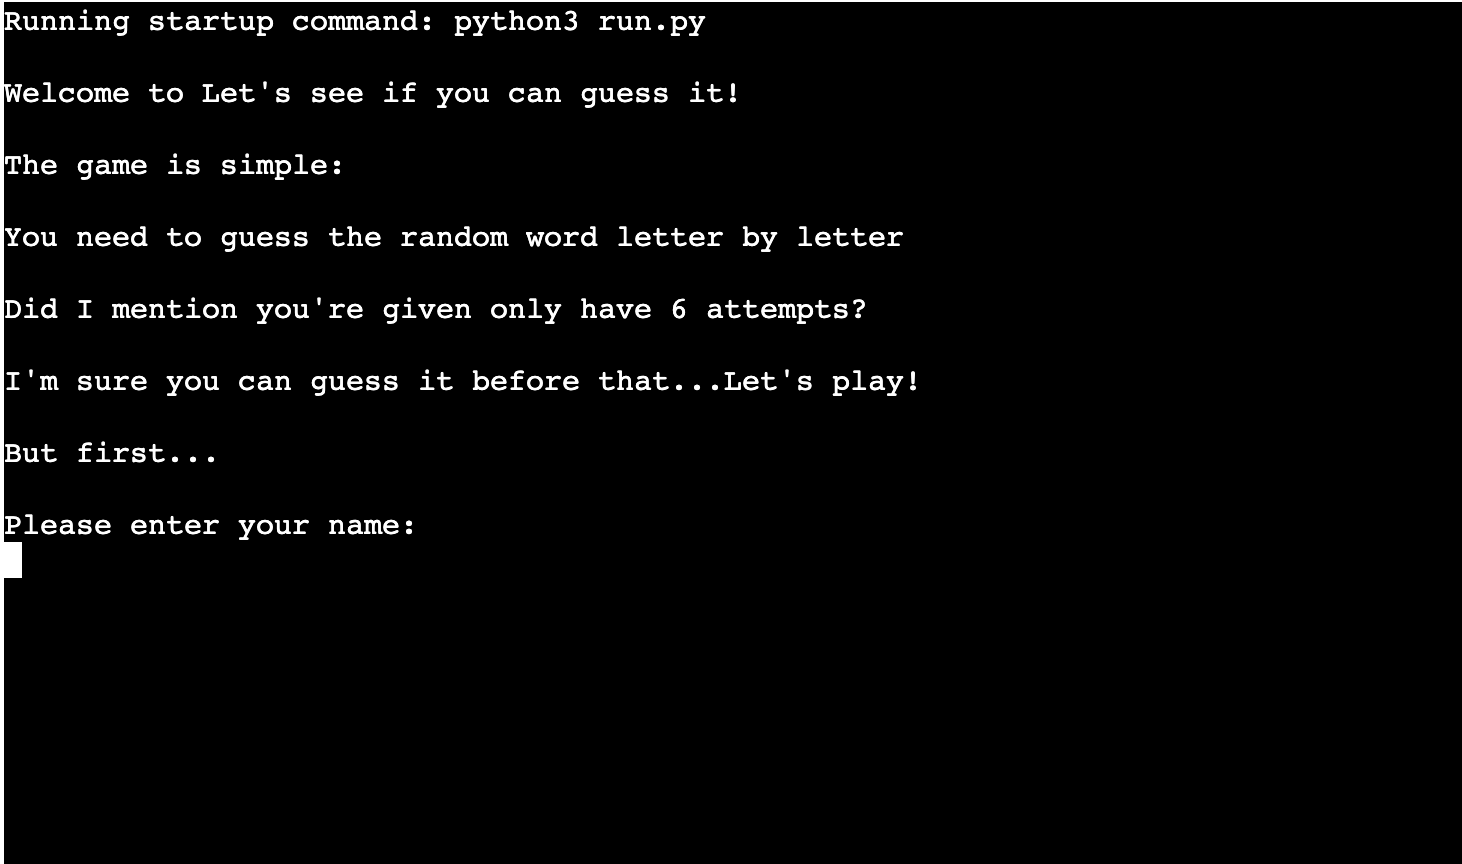 Running startup command: python3 run.py
Welcome to Let's see if you can guess it!
The game is simple:
You need to guess the random word letter by letter
Did I mention you're given only have 6 attempts?
I'm sure you can guess it before that...Let's play!
But first...
Please enter your name: